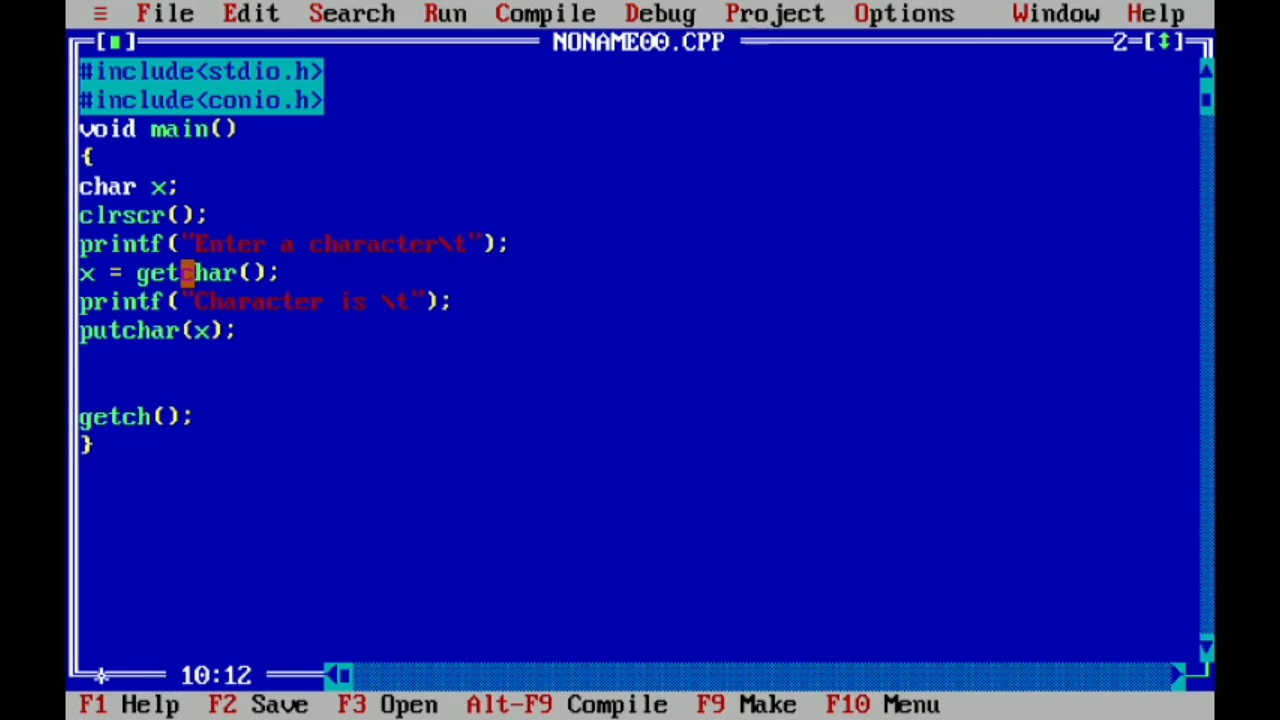 ≡ File Edit Search Run Compile Debug Project Options Window Help
[■] NONAME00.CPP 2=[↕]
#include<stdio.h>
#include<conio.h>
void main()
{
char x;
clrscr();
printf("Enter a character\t");
x = getchar();
printf("Character is \t");
putchar(x);
getch();
}
10:12
F1 Help F2 Save F3 Open Alt-F9 Compile F9 Make F10 Menu